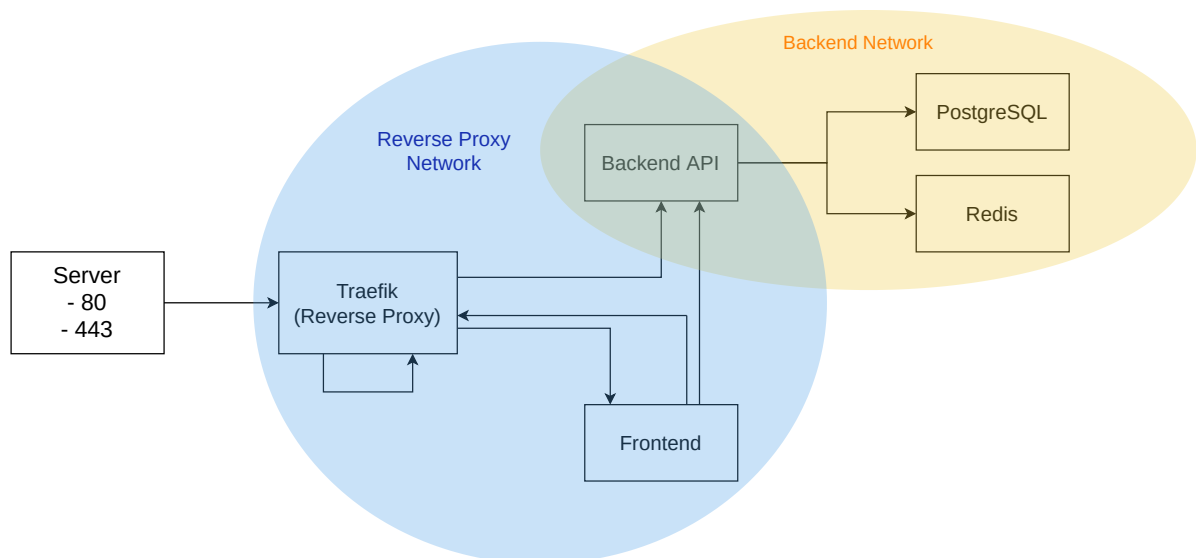 Backend Network
PostgreSQL
Reverse Proxy
Network
Backend API
Redis
Server
- 80
- 443
Traefik
(Reverse Proxy)
Frontend